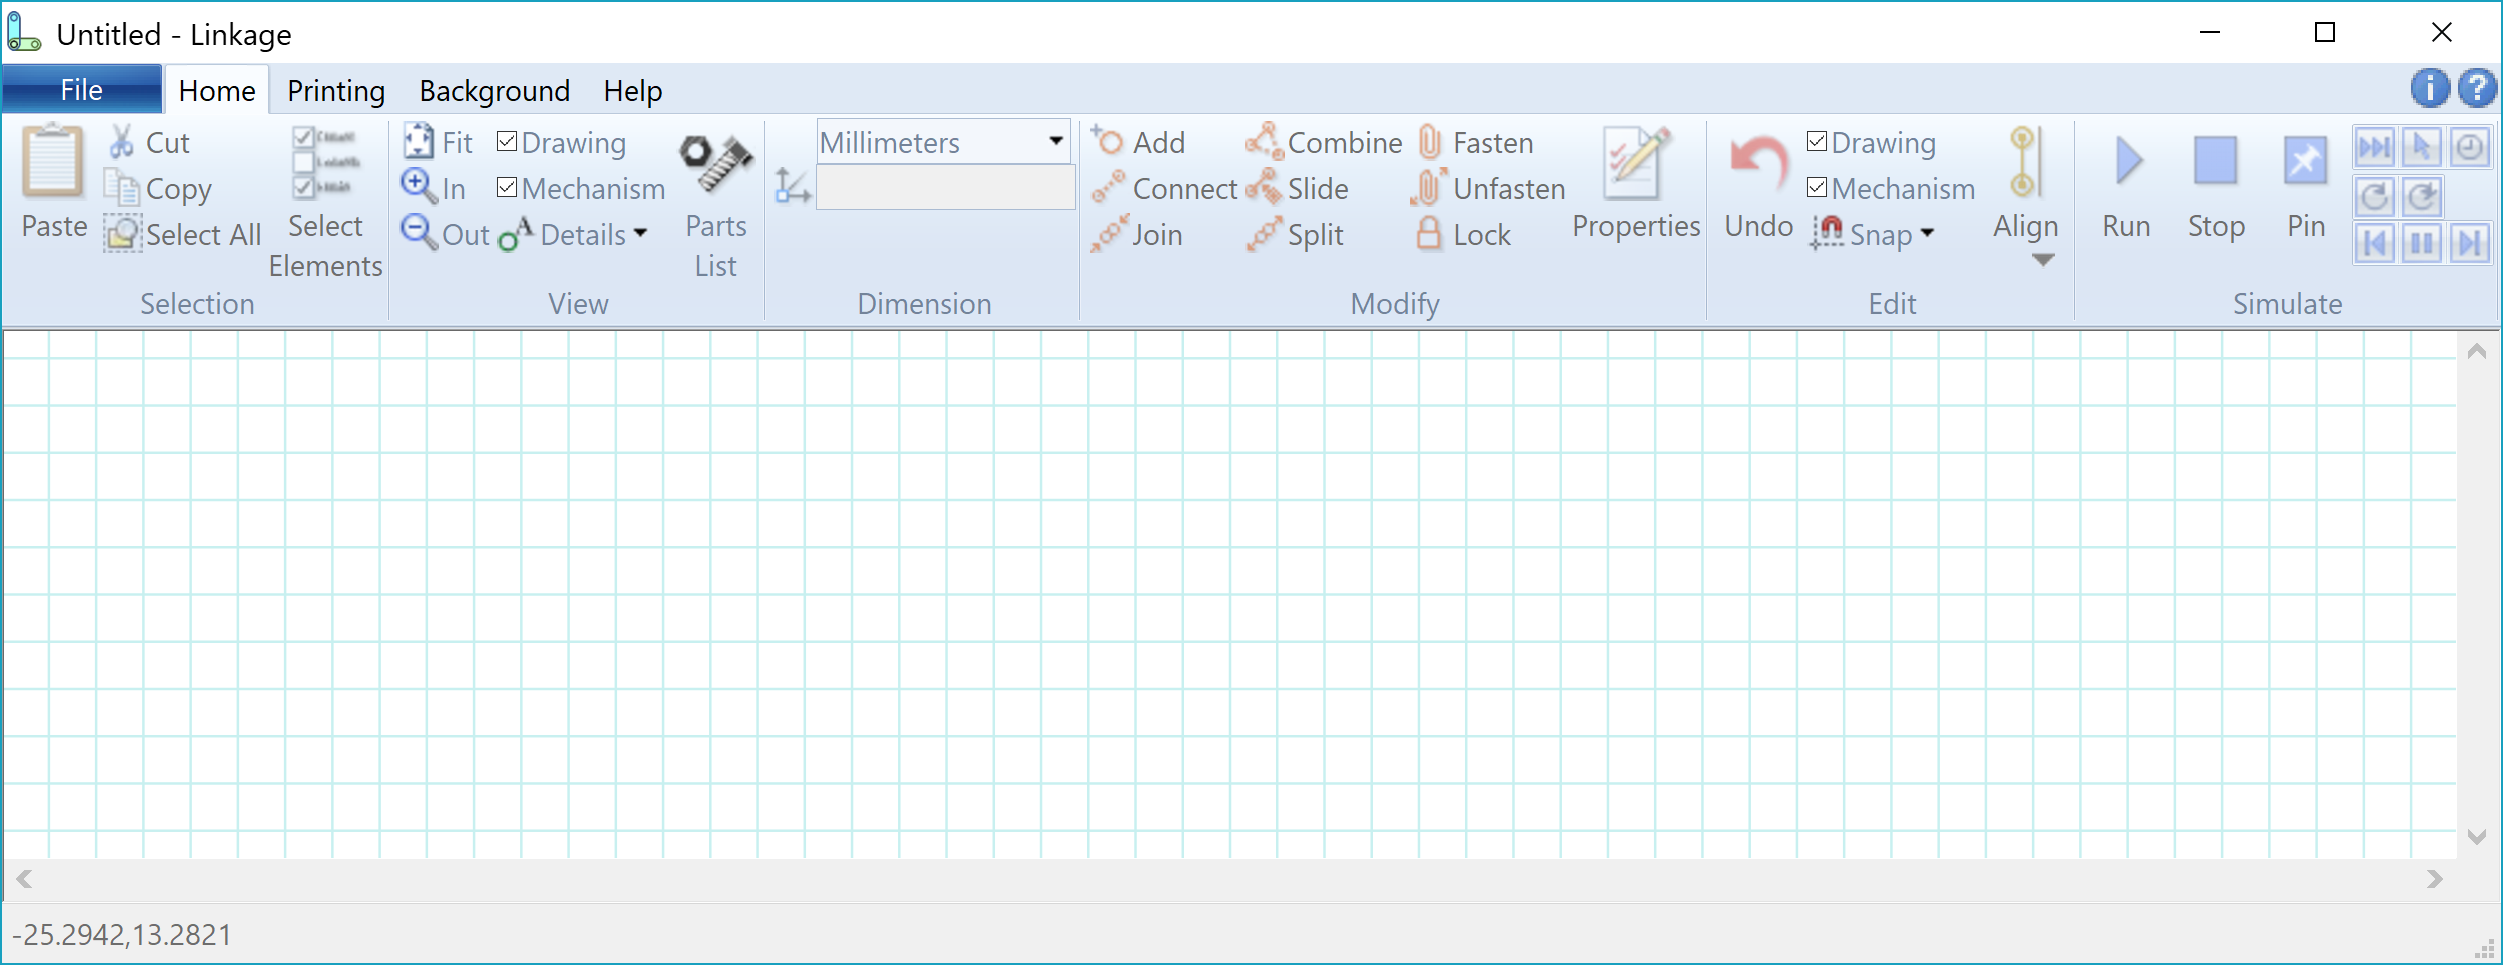 Untitled - Linkage
File Home Printing Background Help
Paste
Cut
Copy
Select All
Select
Elements
Selection
Fit
In
Out
Drawing
Mechanism
A Details
Parts
List
View
Millimeters
Dimension
Add
Connect
Join
Combine
Slide
Split
Fasten
Unfasten
Lock
Properties
Modify
Undo
Drawing
Mechanism
Snap
Align
Edit
Run
Stop
Pin
Simulate
-25.2942,13.2821